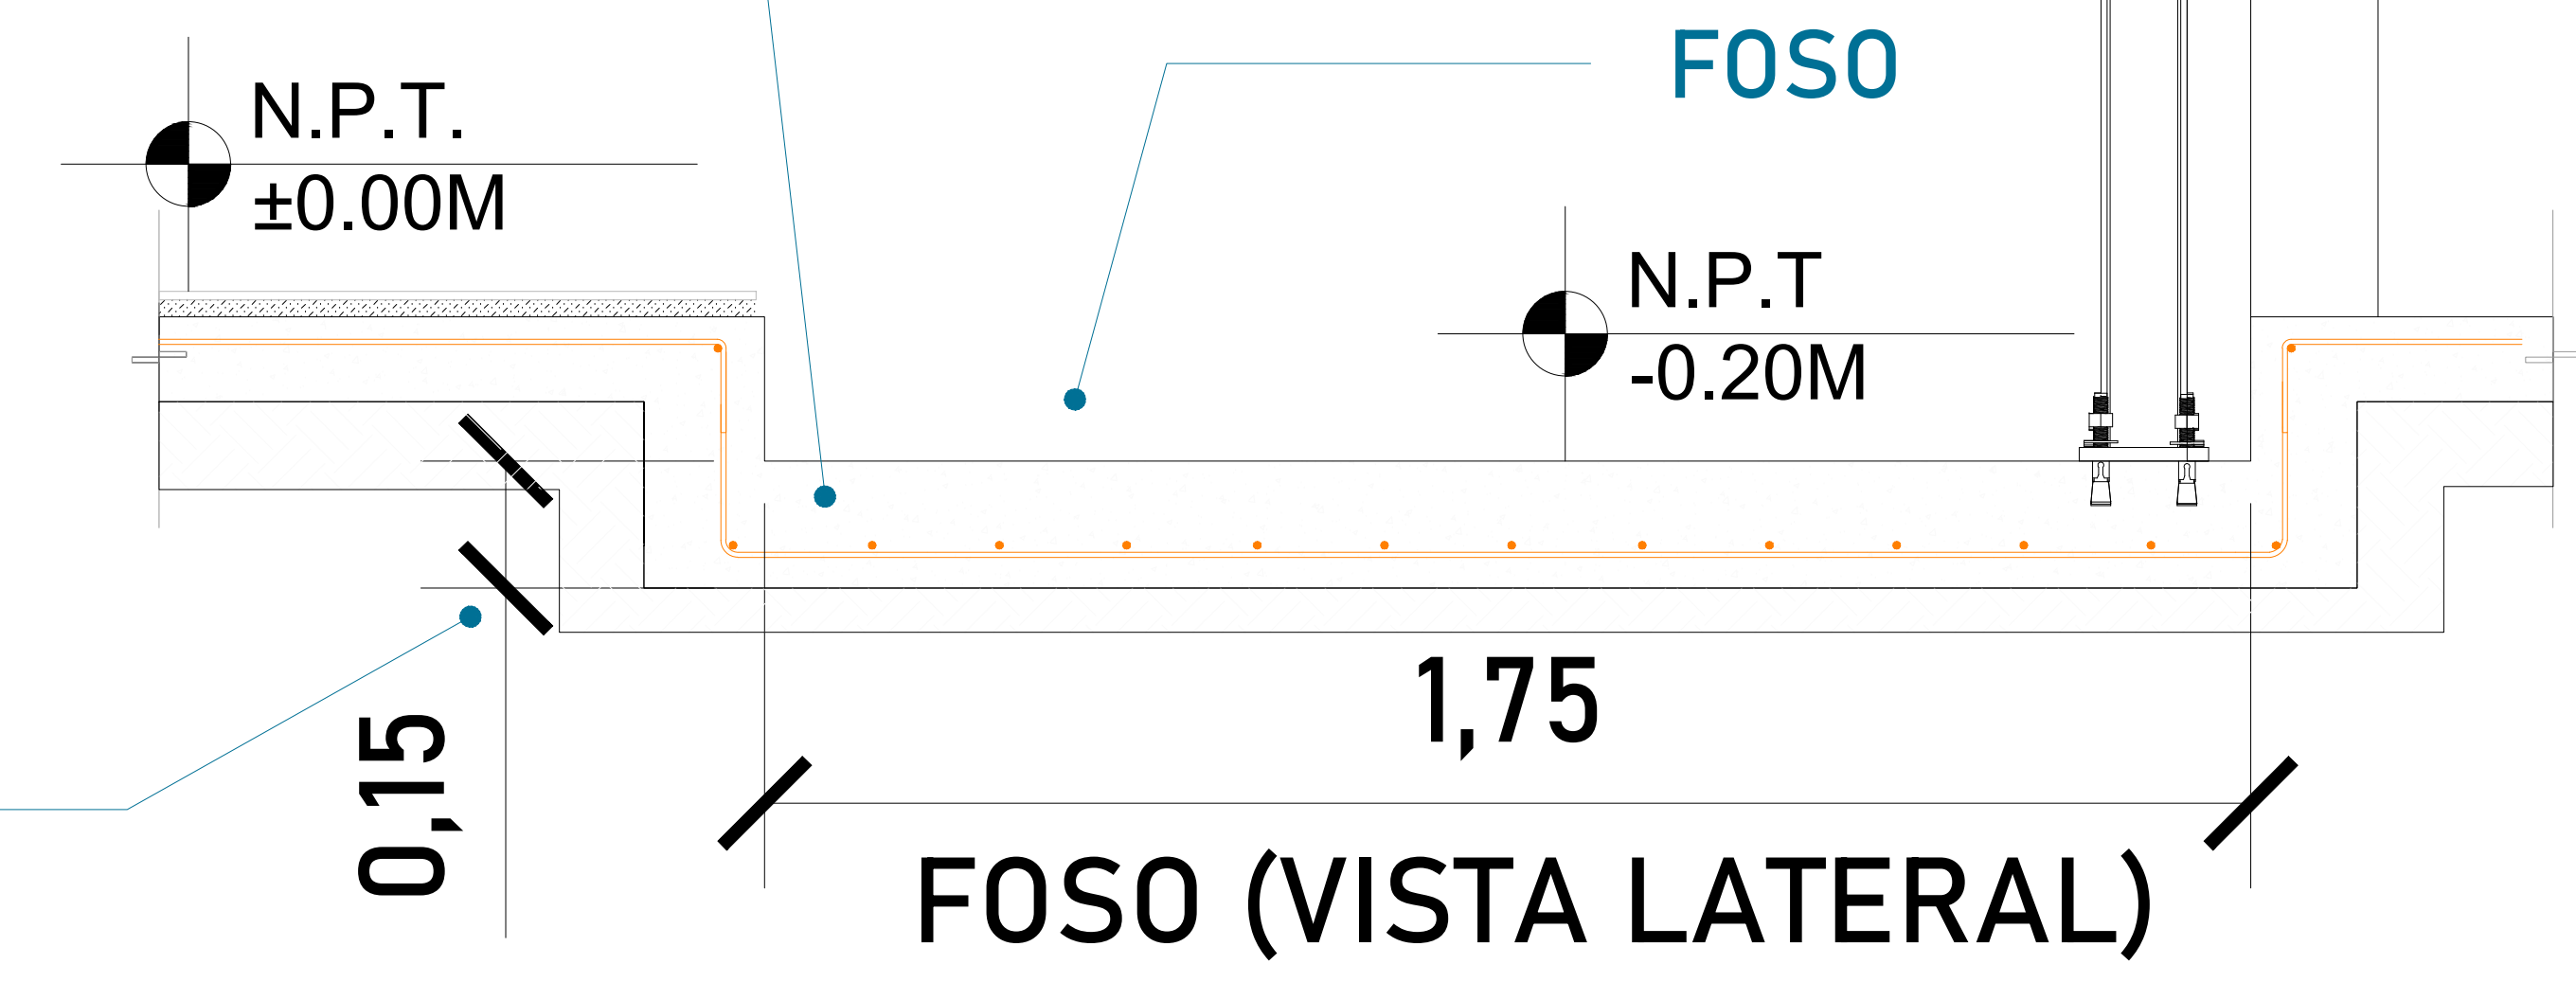 FOSO
N.P.T.
±0.00M
N.P.T
-0.20M
1,75
0,15
FOSO (VISTA LATERAL)